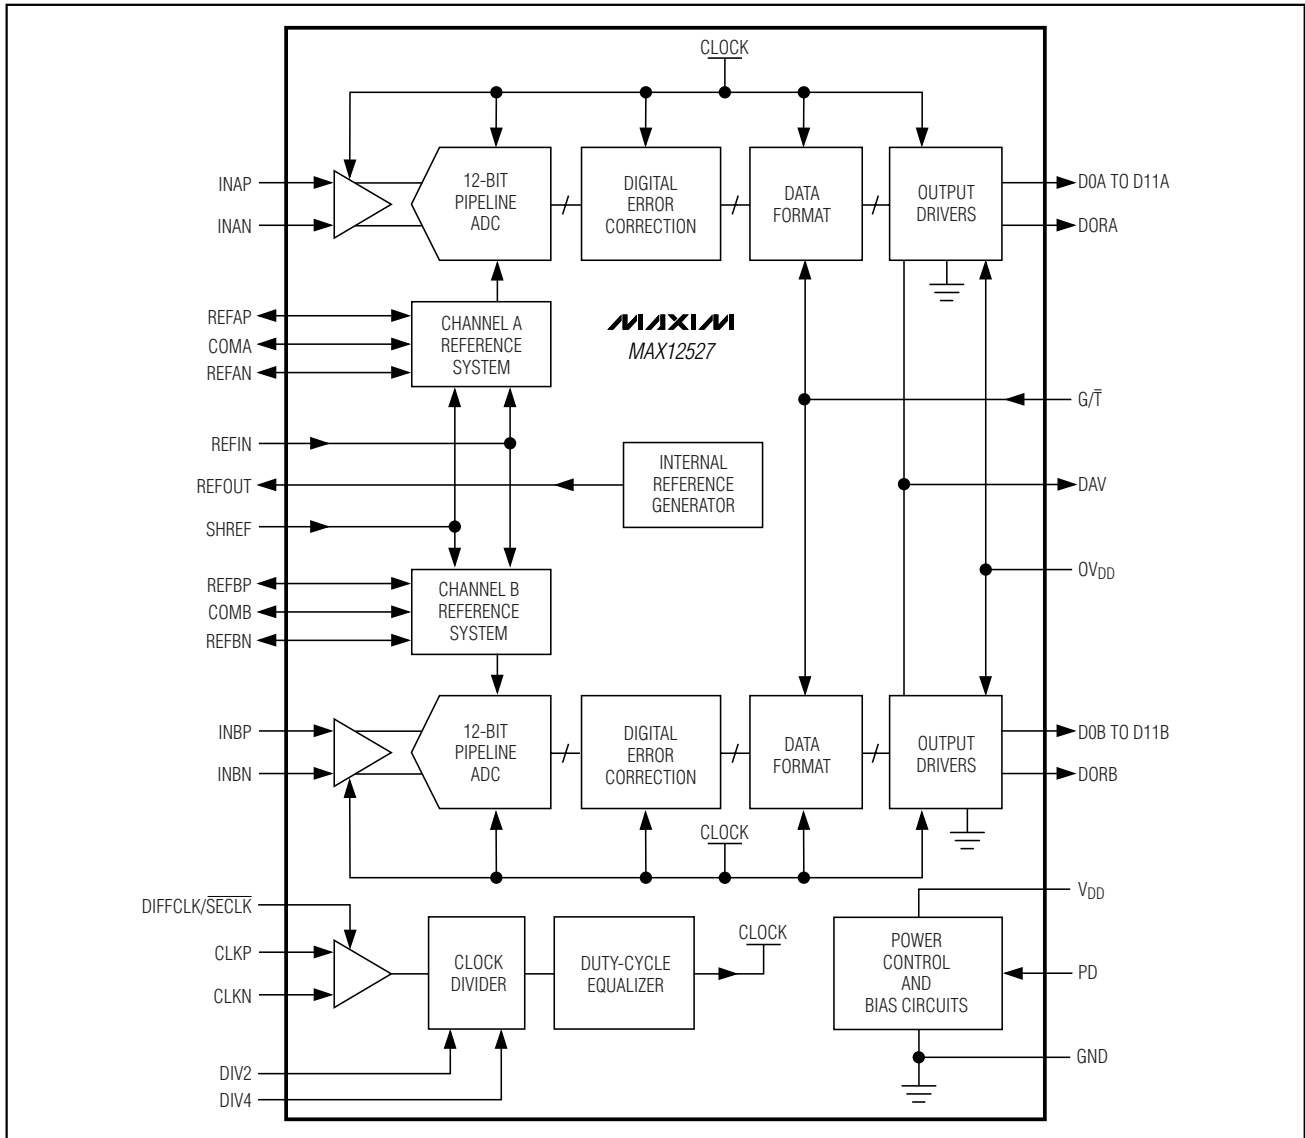 CLOCK
INAP
INAN
12-BIT
PIPELINE
ADC
DIGITAL
ERROR
CORRECTION
DATA
FORMAT
OUTPUT
DRIVERS
D0A TO D11A
DORA
REFAP
COMA
REFAN
CHANNEL A
REFERENCE
SYSTEM
MAXIM
MAX12527
G/T̅
REFIN
REFOUT
SHREF
INTERNAL
REFERENCE
GENERATOR
DAV
OVDD
REFBP
COMB
REFBN
CHANNEL B
REFERENCE
SYSTEM
INBP
INBN
12-BIT
PIPELINE
ADC
DIGITAL
ERROR
CORRECTION
DATA
FORMAT
OUTPUT
DRIVERS
D0B TO D11B
DORB
CLOCK
DIFFCLK/S̅E̅C̅L̅K̅
CLKP
CLKN
CLOCK
DIVIDER
DUTY-CYCLE
EQUALIZER
CLOCK
DIV2
DIV4
VDD
POWER
CONTROL
AND
BIAS CIRCUITS
PD
GND